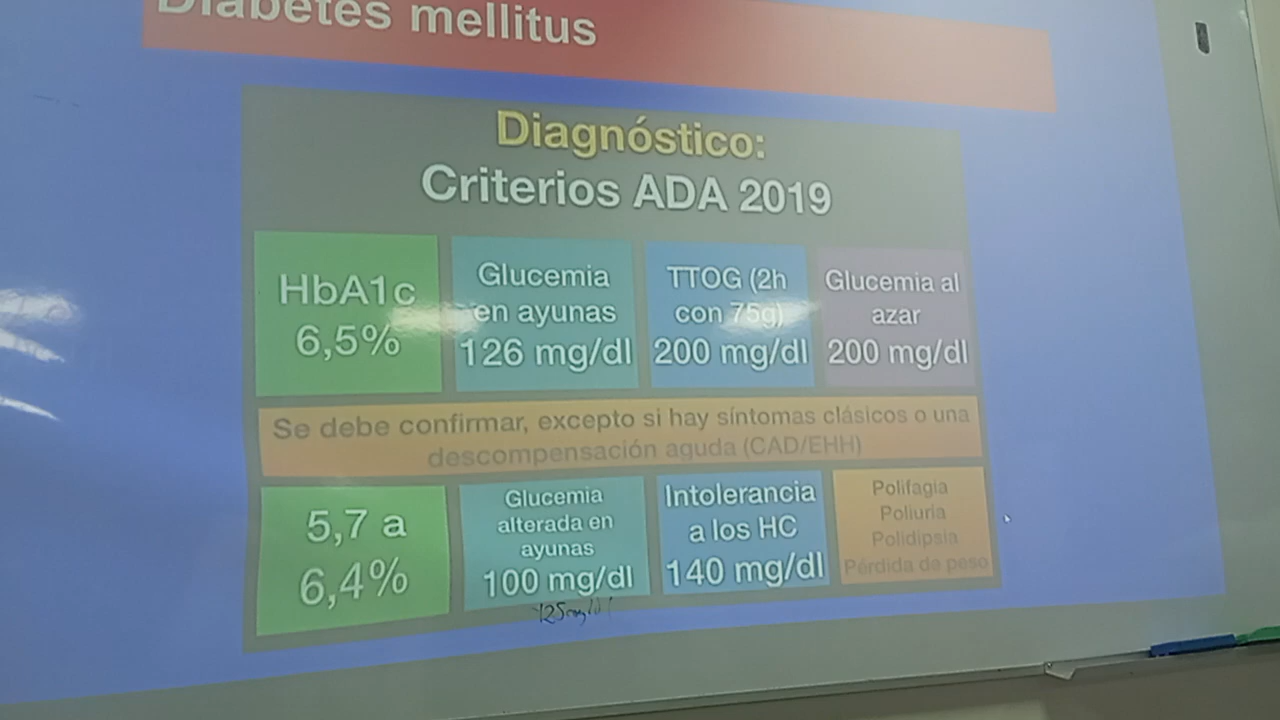 Diabetes mellitus
Diagnóstico:
Criterios ADA 2019
HbA1c
6,5%
Glucemia
en ayunas
126 mg/dl
TTOG (2h
con 75g)
200 mg/dl
Glucemia al
azar
200 mg/dl
Se debe confirmar, excepto si hay síntomas clásicos o una
descompensación aguda (CAD/EHH)
5,7 a
6,4%
Glucemia
alterada en
ayunas
100 mg/dl
125 mg/dl
Intolerancia
a los HC
140 mg/dl
Polifagia
Poliuria
Polidipsia
Pérdida de peso